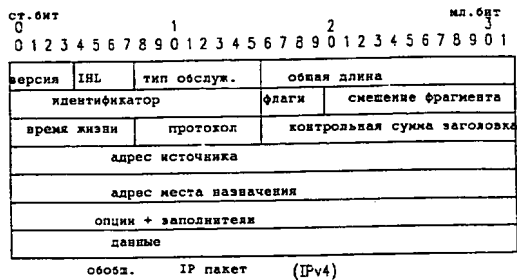 ст.бит мл.бит
0 1 2 3
0 1 2 3 4 5 6 7 8 9 0 1 2 3 4 5 6 7 8 9 0 1 2 3 4 5 6 7 8 9 0 1
версия IHL тип обслуж. общая длина
идентификатор флаги смещение фрагмента
время жизни протокол контрольная сумма заголовка
адрес источника
адрес места назначения
опции + заполнители
данные
обозн. IP пакет (IPv4)